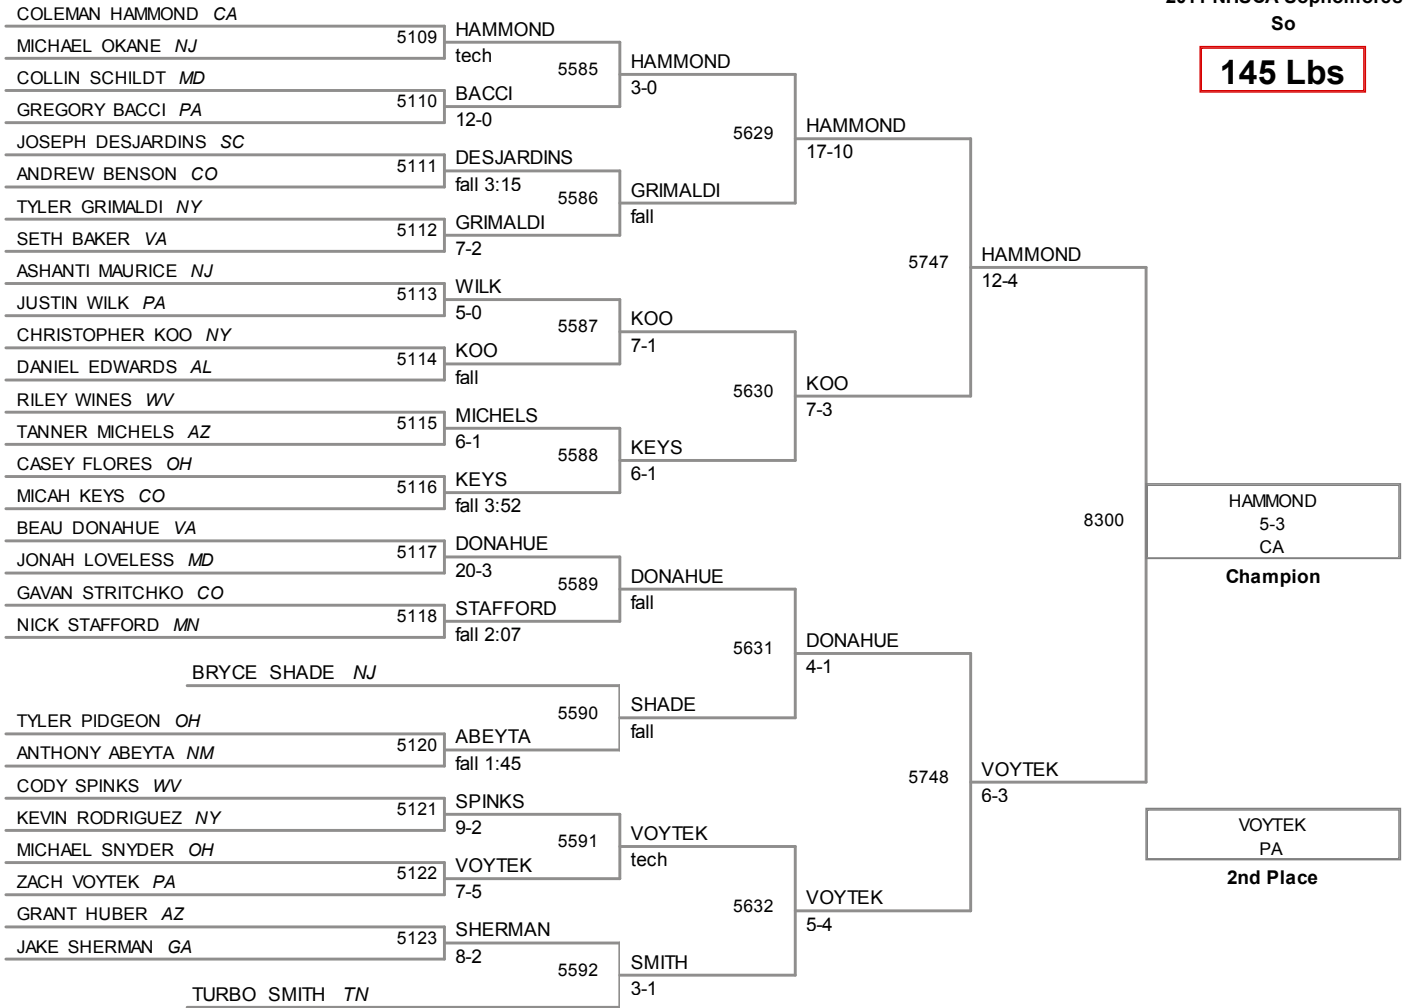 2011 NHSCA Sophomores
So
145 Lbs
COLEMAN HAMMOND CA
MICHAEL OKANE NJ
COLLIN SCHILDT MD
GREGORY BACCI PA
JOSEPH DESJARDINS SC
ANDREW BENSON CO
TYLER GRIMALDI NY
SETH BAKER VA
ASHANTI MAURICE NJ
JUSTIN WILK PA
CHRISTOPHER KOO NY
DANIEL EDWARDS AL
RILEY WINES WV
TANNER MICHELS AZ
CASEY FLORES OH
MICAH KEYS CO
BEAU DONAHUE VA
JONAH LOVELESS MD
GAVAN STRITCHKO CO
NICK STAFFORD MN
BRYCE SHADE NJ
TYLER PIDGEON OH
ANTHONY ABEYTA NM
CODY SPINKS WV
KEVIN RODRIGUEZ NY
MICHAEL SNYDER OH
ZACH VOYTEK PA
GRANT HUBER AZ
JAKE SHERMAN GA
TURBO SMITH TN
5109
HAMMOND
tech
5110
BACCI
12-0
5111
DESJARDINS
fall 3:15
5112
GRIMALDI
7-2
5113
WILK
5-0
5114
KOO
fall
5115
MICHELS
6-1
5116
KEYS
fall 3:52
5117
DONAHUE
20-3
5118
STAFFORD
fall 2:07
5120
ABEYTA
fall 1:45
5121
SPINKS
9-2
5122
VOYTEK
7-5
5123
SHERMAN
8-2
5585
HAMMOND
3-0
5586
GRIMALDI
fall
5587
KOO
7-1
5588
KEYS
6-1
5589
DONAHUE
fall
5590
SHADE
fall
5591
VOYTEK
tech
5592
SMITH
3-1
5629
HAMMOND
17-10
5630
KOO
7-3
5631
DONAHUE
4-1
5632
VOYTEK
5-4
5747
HAMMOND
12-4
5748
VOYTEK
6-3
8300
HAMMOND
5-3
CA
Champion
VOYTEK
PA
2nd Place